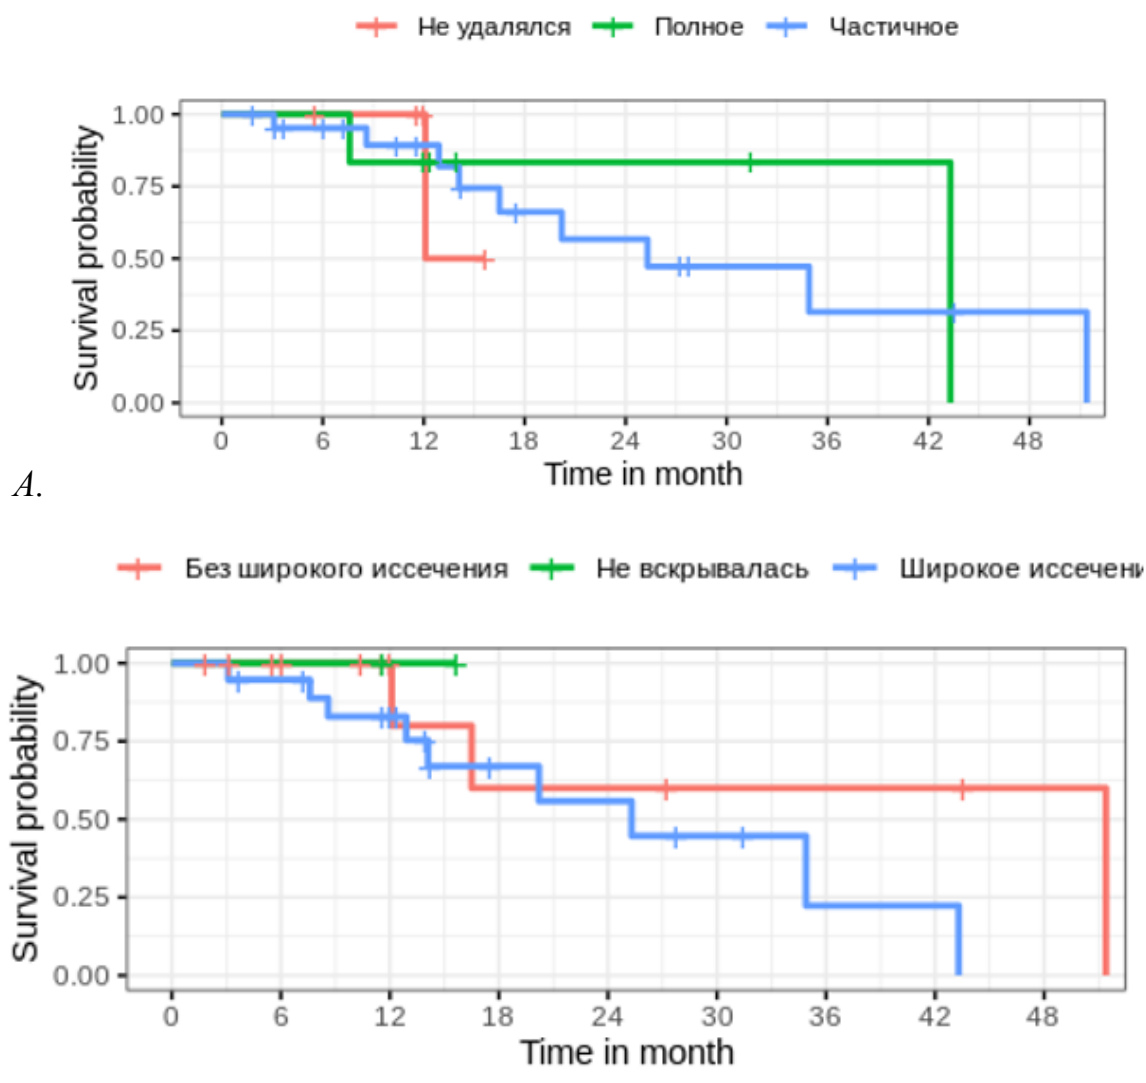 Не удалялся Полное Частичное
1.00
0.75
0.50
0.25
0.00
Survival probability
0 6 12 18 24 30 36 42 48
Time in month
A.
Без широкого иссечения Не вскрывалась Широкое иссечени
1.00
0.75
0.50
0.25
0.00
Survival probability
0 6 12 18 24 30 36 42 48
Time in month